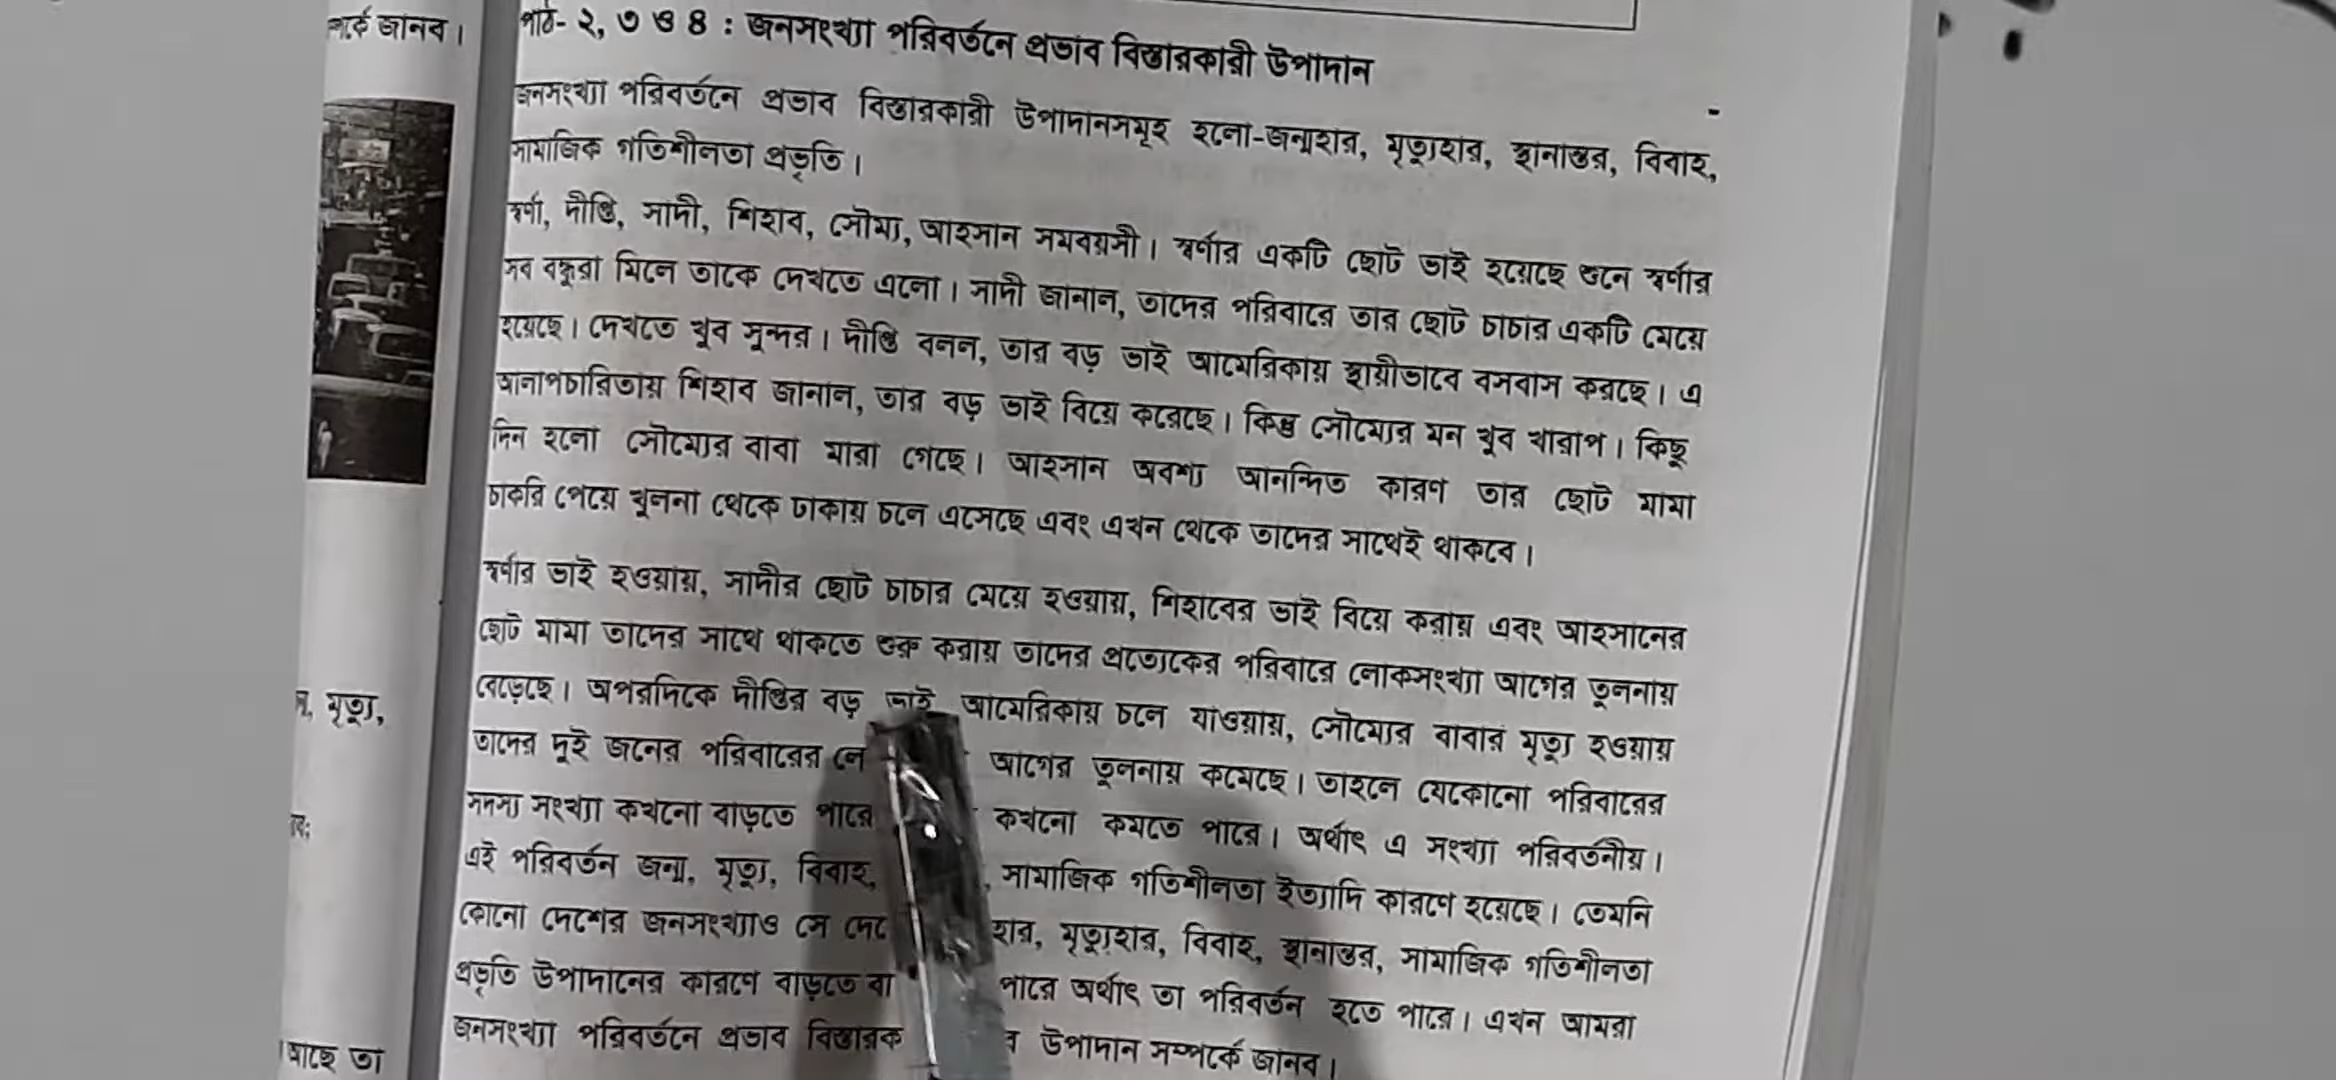 জানব।
ন, মৃত্যু,
আছে তা
পাঠ- ২, ৩ ও ৪ : জনসংখ্যা পরিবর্তনে প্রভাব বিস্তারকারী উপাদান
জনসংখ্যা পরিবর্তনে প্রভাব বিস্তারকারী উপাদানসমূহ হলো-জন্মহার, মৃত্যুহার, স্থানান্তর, বিবাহ,
সামাজিক গতিশীলতা প্রভৃতি।
স্বর্ণা, দীপ্তি, সাদী, শিহাব, সৌম্য, আহসান সমবয়সী। স্বর্ণার একটি ছোট ভাই হয়েছে শুনে স্বর্ণার
সব বন্ধুরা মিলে তাকে দেখতে এলো। সাদী জানাল, তাদের পরিবারে তার ছোট চাচার একটি মেয়ে
হয়েছে। দেখতে খুব সুন্দর। দীপ্তি বলল, তার বড় ভাই আমেরিকায় স্থায়ীভাবে বসবাস করছে। এ
আলাপচারিতায় শিহাব জানাল, তার বড় ভাই বিয়ে করেছে। কিন্তু সৌম্যের মন খুব খারাপ। কিছু
দিন হলো সৌম্যের বাবা মারা গেছে। আহসান অবশ্য আনন্দিত কারণ তার ছোট মামা
চাকরি পেয়ে খুলনা থেকে ঢাকায় চলে এসেছে এবং এখন থেকে তাদের সাথেই থাকবে।
স্বর্ণার ভাই হওয়ায়, সাদীর ছোট চাচার মেয়ে হওয়ায়, শিহাবের ভাই বিয়ে করায় এবং আহসানের
ছোট মামা তাদের সাথে থাকতে শুরু করায় তাদের প্রত্যেকের পরিবারে লোকসংখ্যা আগের তুলনায়
বেড়েছে। অপরদিকে দীপ্তির বড় ভাই আমেরিকায় চলে যাওয়ায়, সৌম্যের বাবার মৃত্যু হওয়ায়
তাদের দুই জনের পরিবারের আগের তুলনায় কমেছে। তাহলে যেকোনো পরিবারের
সদস্য সংখ্যা কখনো বাড়তে পারে কখনো কমতে পারে। অর্থাৎ এ সংখ্যা পরিবর্তনীয়।
এই পরিবর্তন জন্ম, মৃত্যু, বিবাহ, সামাজিক গতিশীলতা ইত্যাদি কারণে হয়েছে। তেমনি
কোনো দেশের জনসংখ্যাও সে মৃত্যুহার, বিবাহ, স্থানান্তর, সামাজিক গতিশীলতা
প্রভৃতি উপাদানের কারণে বাড়তে বা পারে অর্থাৎ তা পরিবর্তন হতে পারে। এখন আমরা
জনসংখ্যা পরিবর্তনে প্রভাব উপাদান সম্পর্কে জানব।